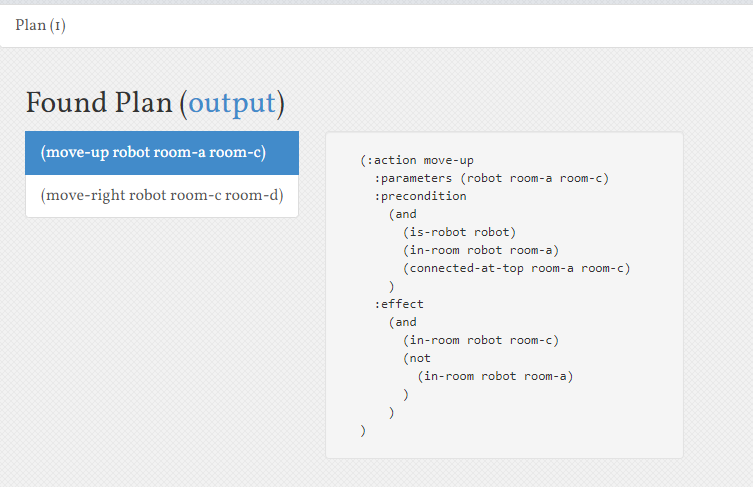 Plan (1)
Found Plan (output)
(move-up robot room-a room-c)
(move-right robot room-c room-d)
(:action move-up
  :parameters (robot room-a room-c)
  :precondition
    (and
      (is-robot robot)
      (in-room robot room-a)
      (connected-at-top room-a room-c)
    )
  :effect
    (and
      (in-room robot room-c)
      (not
        (in-room robot room-a)
      )
    )
)